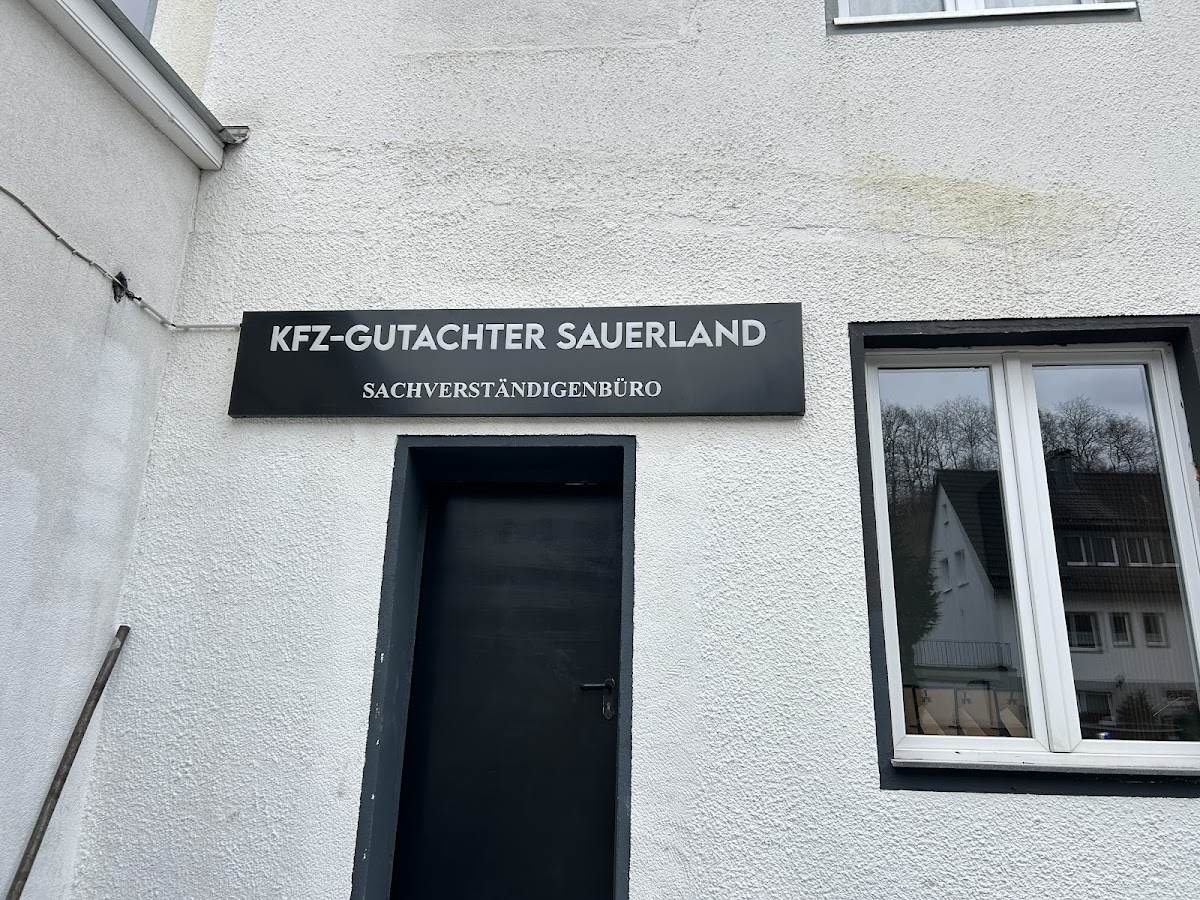 KFZ-GUTACHTER SAUERLAND
SACHVERSTÄNDIGENBÜRO